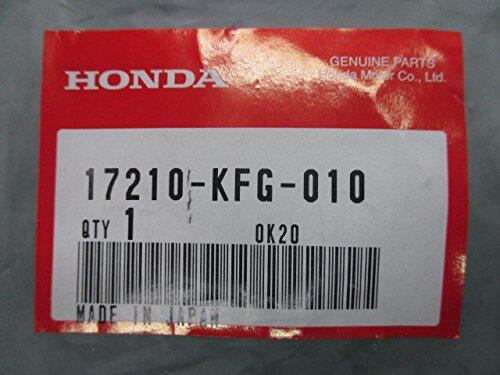 HONDA
GENUINE PARTS
Honda Motor Co., Ltd.
17210-KFG-010
QTY 1 OK20
MADE IN JAPAN